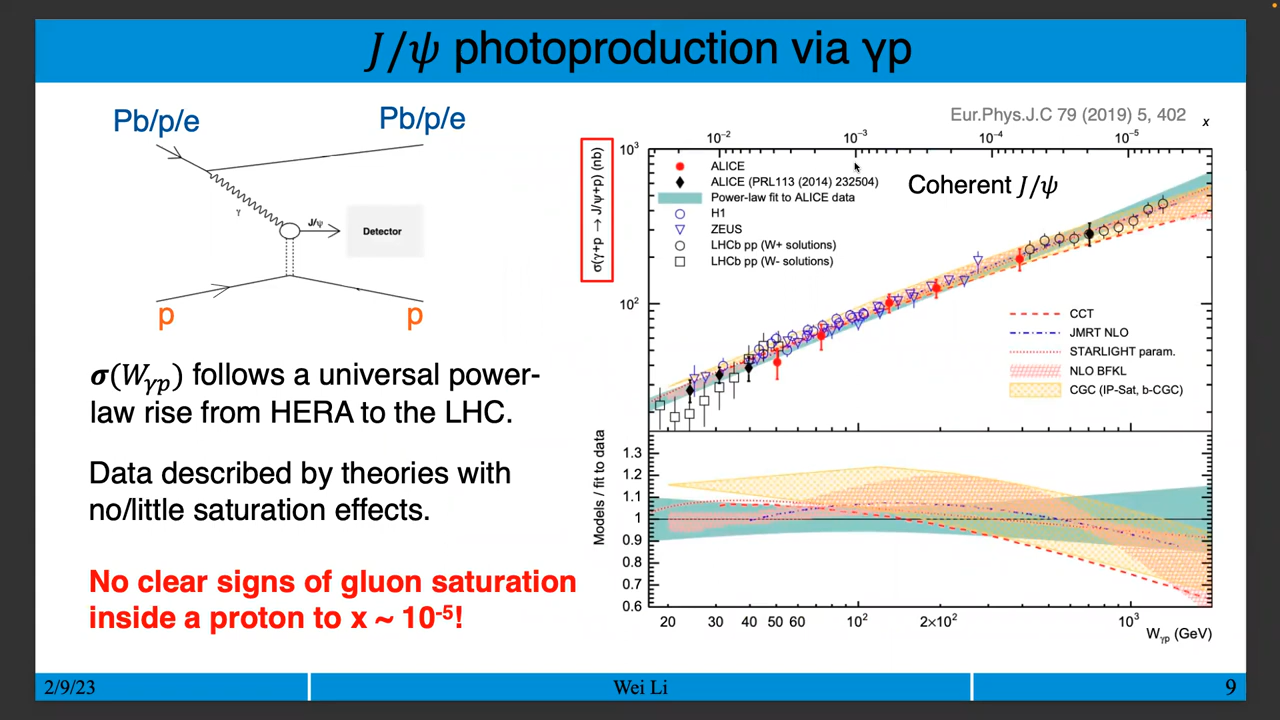 J/ψ photoproduction via γp
Pb/p/e
Pb/p/e
γ
J/ψ
Detector
p
p
σ(Wγp) follows a universal power-
law rise from HERA to the LHC.
Data described by theories with
no/little saturation effects.
No clear signs of gluon saturation
inside a proton to x ~ 10⁻⁵!
Eur.Phys.J.C 79 (2019) 5, 402
x
10⁻²
10⁻³
10⁻⁴
10⁻⁵
σ(γ+p → J/ψ+p) (nb)
10³
10²
ALICE
ALICE (PRL113 (2014) 232504)
Power-law fit to ALICE data
H1
ZEUS
LHCb pp (W+ solutions)
LHCb pp (W- solutions)
Coherent J/ψ
CCT
JMRT NLO
STARLIGHT param.
NLO BFKL
CGC (IP-Sat, b-CGC)
Models / fit to data
1.3
1.2
1.1
1
0.9
0.8
0.7
0.6
20
30
40
50
60
10²
2×10²
10³
Wγp (GeV)
2/9/23
Wei Li
9